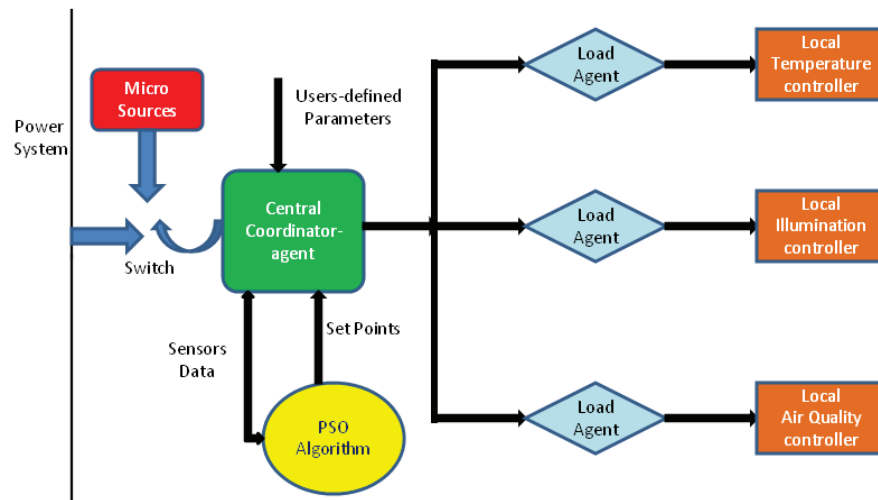 Micro
Sources
Power
System
Users-defined
Parameters
Central
Coordinator-
agent
Switch
Sensors
Data
Set Points
PSO
Algorithm
Load
Agent
Local
Temperature
controller
Load
Agent
Local
Illumination
controller
Load
Agent
Local
Air Quality
controller